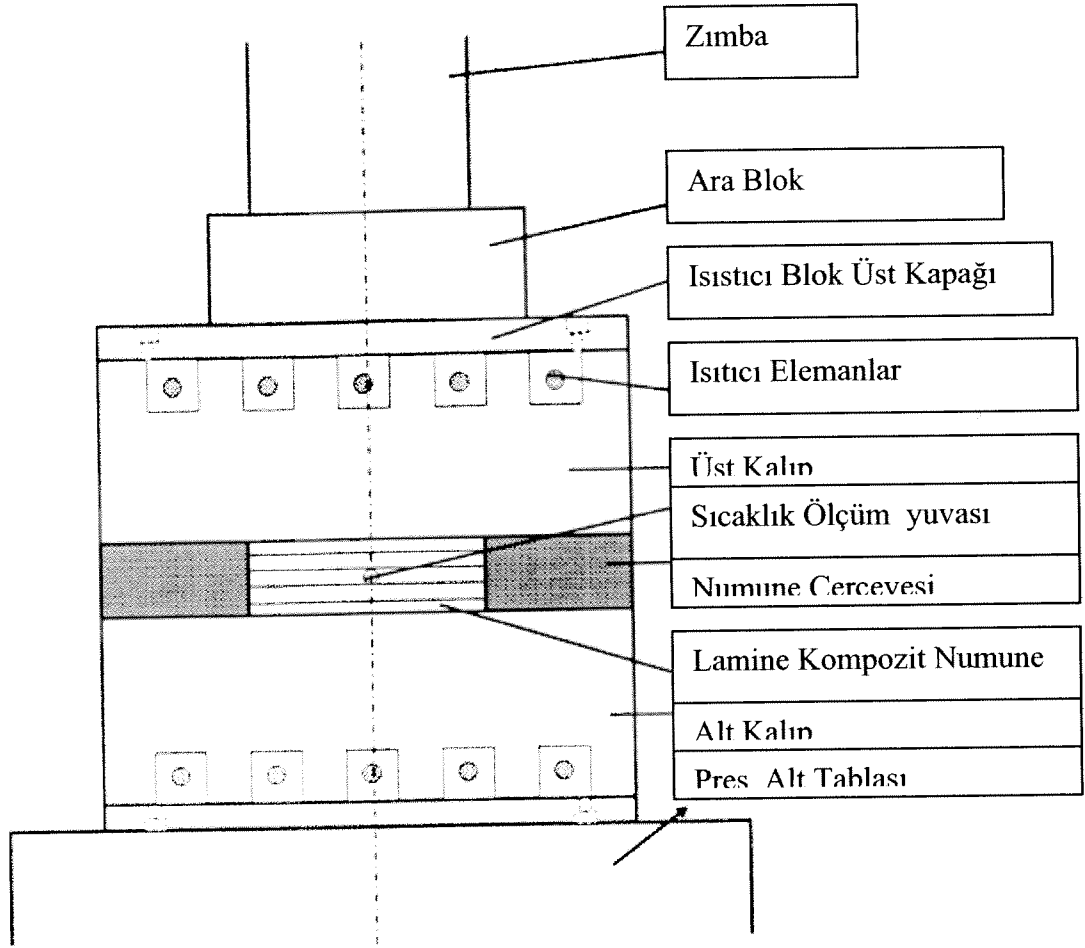 Zımba
Ara Blok
Isıstıcı Blok Üst Kapağı
Isıtıcı Elemanlar
Üst Kalıp
Sıcaklık Ölçüm yuvası
Numune Çerçevesi
Lamine Kompozit Numune
Alt Kalıp
Pres Alt Tablası